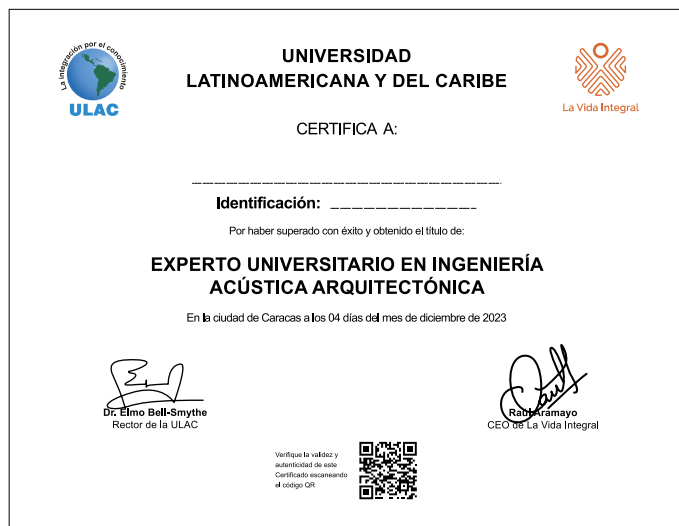 La integración por el conocimiento
ULAC
UNIVERSIDAD
LATINOAMERICANA Y DEL CARIBE
La Vida Integral
CERTIFICA A:
Identificación:
Por haber superado con éxito y obtenido el título de:
EXPERTO UNIVERSITARIO EN INGENIERÍA
ACÚSTICA ARQUITECTÓNICA
En la ciudad de Caracas a los 04 días del mes de diciembre de 2023
Dr. Elmo Bell-Smythe
Rector de la ULAC
Raúl Aramayo
CEO de La Vida Integral
Verifique la validez y
autenticidad de este
Certificado escaneando
el código QR